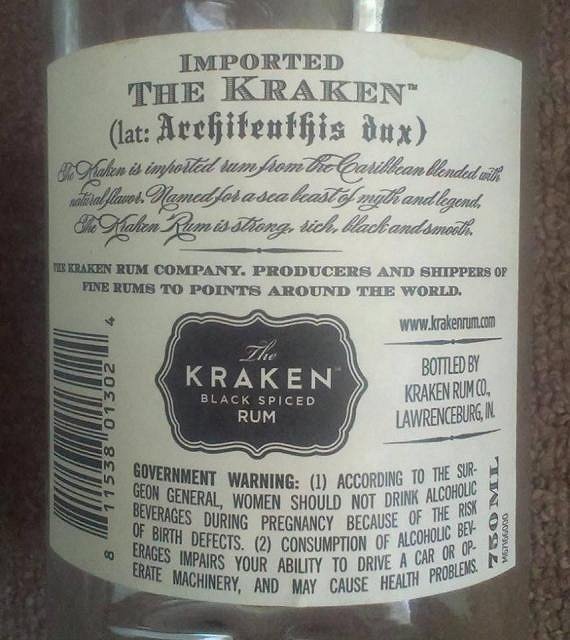 IMPORTED
THE KRAKEN™
(lat: Architeuthis dux)
The Kraken is imported rum from the Caribbean blended with
natural flavor. Named for a sea beast of myth and legend,
The Kraken Rum is strong, rich, black and smooth.
THE KRAKEN RUM COMPANY. PRODUCERS AND SHIPPERS OF
FINE RUMS TO POINTS AROUND THE WORLD.
www.krakenrum.com
The
KRAKEN™
BLACK SPICED
RUM
BOTTLED BY
KRAKEN RUM CO.,
LAWRENCEBURG, IN.
8 11538 01302 4
GOVERNMENT WARNING: (1) ACCORDING TO THE SUR-
GEON GENERAL, WOMEN SHOULD NOT DRINK ALCOHOLIC
BEVERAGES DURING PREGNANCY BECAUSE OF THE RISK
OF BIRTH DEFECTS. (2) CONSUMPTION OF ALCOHOLIC BEV-
ERAGES IMPAIRS YOUR ABILITY TO DRIVE A CAR OR OP-
ERATE MACHINERY, AND MAY CAUSE HEALTH PROBLEMS.
750 ML